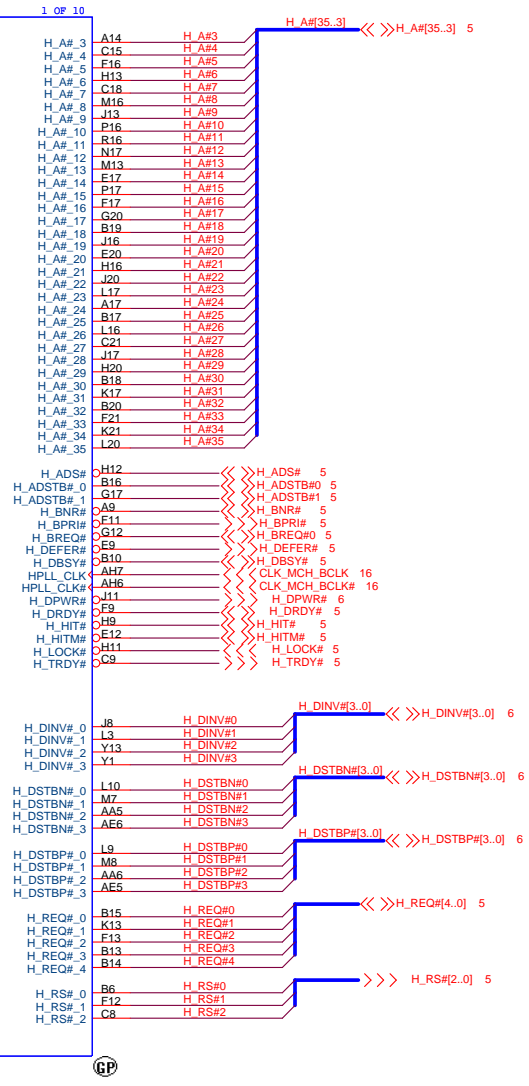 1 OF 10
H_A#[35..3]
H_A#[35..3] 5
H_A#_3 A14 H_A#3
H_A#_4 C15 H_A#4
H_A#_5 F16 H_A#5
H_A#_6 H13 H_A#6
H_A#_7 C18 H_A#7
H_A#_8 M16 H_A#8
H_A#_9 J13 H_A#9
H_A#_10 P16 H_A#10
H_A#_11 R16 H_A#11
H_A#_12 N17 H_A#12
H_A#_13 M13 H_A#13
H_A#_14 E17 H_A#14
H_A#_15 P17 H_A#15
H_A#_16 F17 H_A#16
H_A#_17 G20 H_A#17
H_A#_18 B19 H_A#18
H_A#_19 J16 H_A#19
H_A#_20 E20 H_A#20
H_A#_21 H16 H_A#21
H_A#_22 J20 H_A#22
H_A#_23 L17 H_A#23
H_A#_24 A17 H_A#24
H_A#_25 B17 H_A#25
H_A#_26 L16 H_A#26
H_A#_27 C21 H_A#27
H_A#_28 J17 H_A#28
H_A#_29 H20 H_A#29
H_A#_30 B18 H_A#30
H_A#_31 K17 H_A#31
H_A#_32 B20 H_A#32
H_A#_33 F21 H_A#33
H_A#_34 K21 H_A#34
H_A#_35 L20 H_A#35
H_ADS# H12 H_ADS# 5
H_ADSTB#_0 B16 H_ADSTB#0 5
H_ADSTB#_1 G17 H_ADSTB#1 5
H_BNR# A9 H_BNR# 5
H_BPRI# F11 H_BPRI# 5
H_BREQ# G12 H_BREQ#0 5
H_DEFER# E9 H_DEFER# 5
H_DBSY# B10 H_DBSY# 5
HPLL_CLK AH7 CLK_MCH_BCLK 16
HPLL_CLK# AH6 CLK_MCH_BCLK# 16
H_DPWR# J11 H_DPWR# 6
H_DRDY# F9 H_DRDY# 5
H_HIT# H9 H_HIT# 5
H_HITM# E12 H_HITM# 5
H_LOCK# H11 H_LOCK# 5
H_TRDY# C9 H_TRDY# 5
H_DINV#[3..0]
H_DINV#[3..0] 6
H_DINV#_0 J8 H_DINV#0
H_DINV#_1 L3 H_DINV#1
H_DINV#_2 Y13 H_DINV#2
H_DINV#_3 Y1 H_DINV#3
H_DSTBN#[3..0]
H_DSTBN#[3..0] 6
H_DSTBN#_0 L10 H_DSTBN#0
H_DSTBN#_1 M7 H_DSTBN#1
H_DSTBN#_2 AA5 H_DSTBN#2
H_DSTBN#_3 AE6 H_DSTBN#3
H_DSTBP#[3..0]
H_DSTBP#[3..0] 6
H_DSTBP#_0 L9 H_DSTBP#0
H_DSTBP#_1 M8 H_DSTBP#1
H_DSTBP#_2 AA6 H_DSTBP#2
H_DSTBP#_3 AE5 H_DSTBP#3
H_REQ#[4..0] 5
H_REQ#_0 B15 H_REQ#0
H_REQ#_1 K13 H_REQ#1
H_REQ#_2 F13 H_REQ#2
H_REQ#_3 B13 H_REQ#3
H_REQ#_4 B14 H_REQ#4
H_RS#[2..0] 5
H_RS#_0 B6 H_RS#0
H_RS#_1 F12 H_RS#1
H_RS#_2 C8 H_RS#2
GP